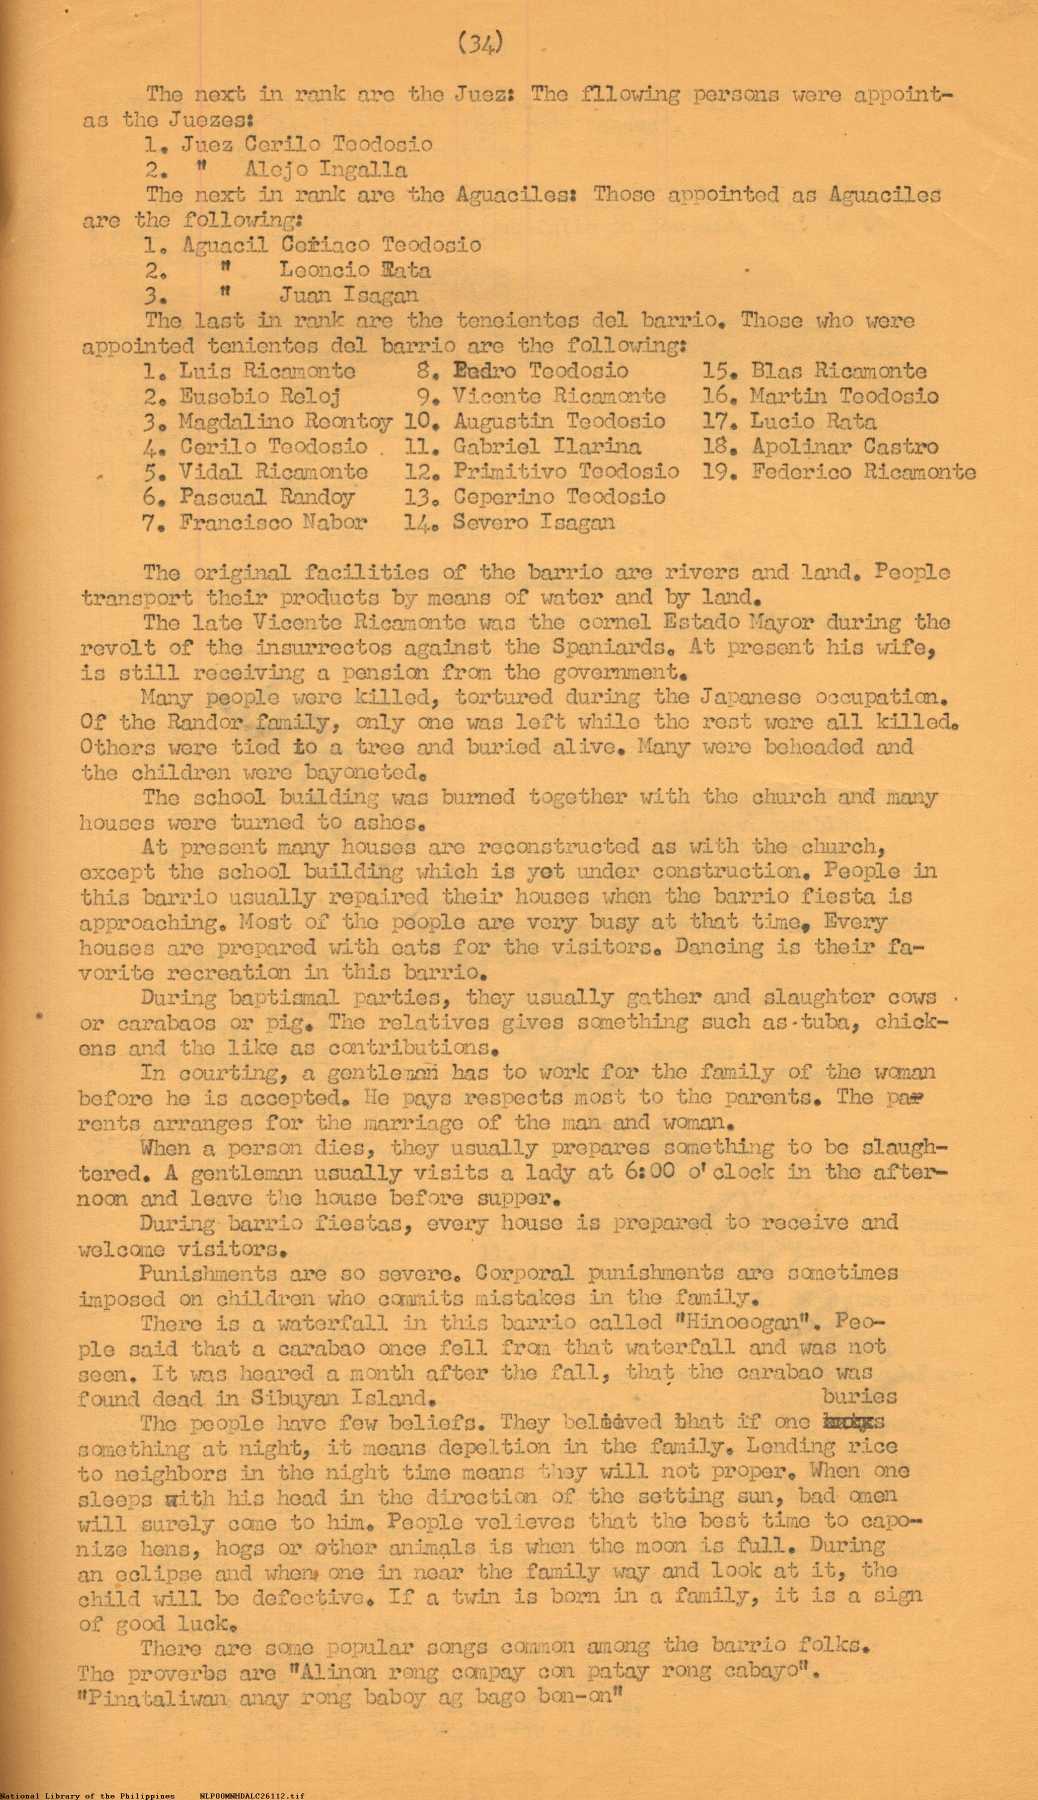 (34)
The next in rank are the Juez: The fllowing persons were appoint-
as the Juezes:
1. Juez Cerilo Teodosio
2. " Alejo Ingalla
The next in rank are the Aguaciles: Those appointed as Aguaciles
are the following:
1. Aguacil Ceriaco Teodosio
2. " Leoncio Rata
3. " Juan Isagan
The last in rank are the teneientes del barrio. Those who were
appointed tenientes del barrio are the following:
1. Luis Ricamonte 8. Pedro Teodosio 15. Blas Ricamonte
2. Eusebio Reloj 9. Vicente Ricamonte 16. Martin Teodosio
3. Magdalino Reontoy 10. Augustin Teodosio 17. Lucio Rata
4. Cerilo Teodosio 11. Gabriel Ilarina 18. Apolinar Castro
5. Vidal Ricamonte 12. Primitivo Teodosio 19. Federico Ricamonte
6. Pascual Randoy 13. Ceperino Teodosio
7. Francisco Nabor 14. Severo Isagan
The original facilities of the barrio are rivers and land. People
transport their products by means of water and by land.
The late Vicente Ricamonte was the cornel Estado Mayor during the
revolt of the insurrectos against the Spaniards. At present his wife,
is still receiving a pension from the government.
Many people were killed, tortured during the Japanese occupation.
Of the Randor family, only one was left while the rest were all killed.
Others were tied to a tree and buried alive. Many were beheaded and
the children were bayoneted.
The school building was burned together with the church and many
houses were turned to ashes.
At present many houses are reconstructed as with the church,
except the school building which is yet under construction. People in
this barrio usually repaired their houses when the barrio fiesta is
approaching. Most of the people are very busy at that time. Every
houses are prepared with eats for the visitors. Dancing is their fa-
vorite recreation in this barrio.
During baptismal parties, they usually gather and slaughter cows
or carabaos or pig. The relatives gives something such as tuba, chick-
ens and the like as contributions.
In courting, a gentleman has to work for the family of the woman
before he is accepted. He pays respects most to the parents. The pa-
rents arranges for the marriage of the man and woman.
When a person dies, they usually prepares something to be slaugh-
tered. A gentleman usually visits a lady at 6:00 o'clock in the after-
noon and leave the house before supper.
During barrio fiestas, every house is prepared to receive and
welcome visitors.
Punishments are so severe. Corporal punishments are sometimes
imposed on children who commits mistakes in the family.
There is a waterfall in this barrio called "Hinoeogan". Peo-
ple said that a carabao once fell from that waterfall and was not
seen. It was heared a month after the fall, that the carabao was
found dead in Sibuyan Island.
buries
The people have few beliefs. They believed that if one
something at night, it means depeltion in the family. Lending rice
to neighbors in the night time means they will not proper. When one
sleeps with his head in the direction of the setting sun, bad omen
will surely come to him. People velieves that the best time to capo-
nize hens, hogs or other animals is when the moon is full. During
an eclipse and when one in near the family way and look at it, the
child will be defective. If a twin is born in a family, it is a sign
of good luck.
There are some popular songs common among the barrio folks.
The proverbs are "Alinon rong compay con patay rong cabayo".
"Pinataliwan anay rong baboy ag bago bon-on"
National Library of the Philippines NLP00MNHDALC26112.tif